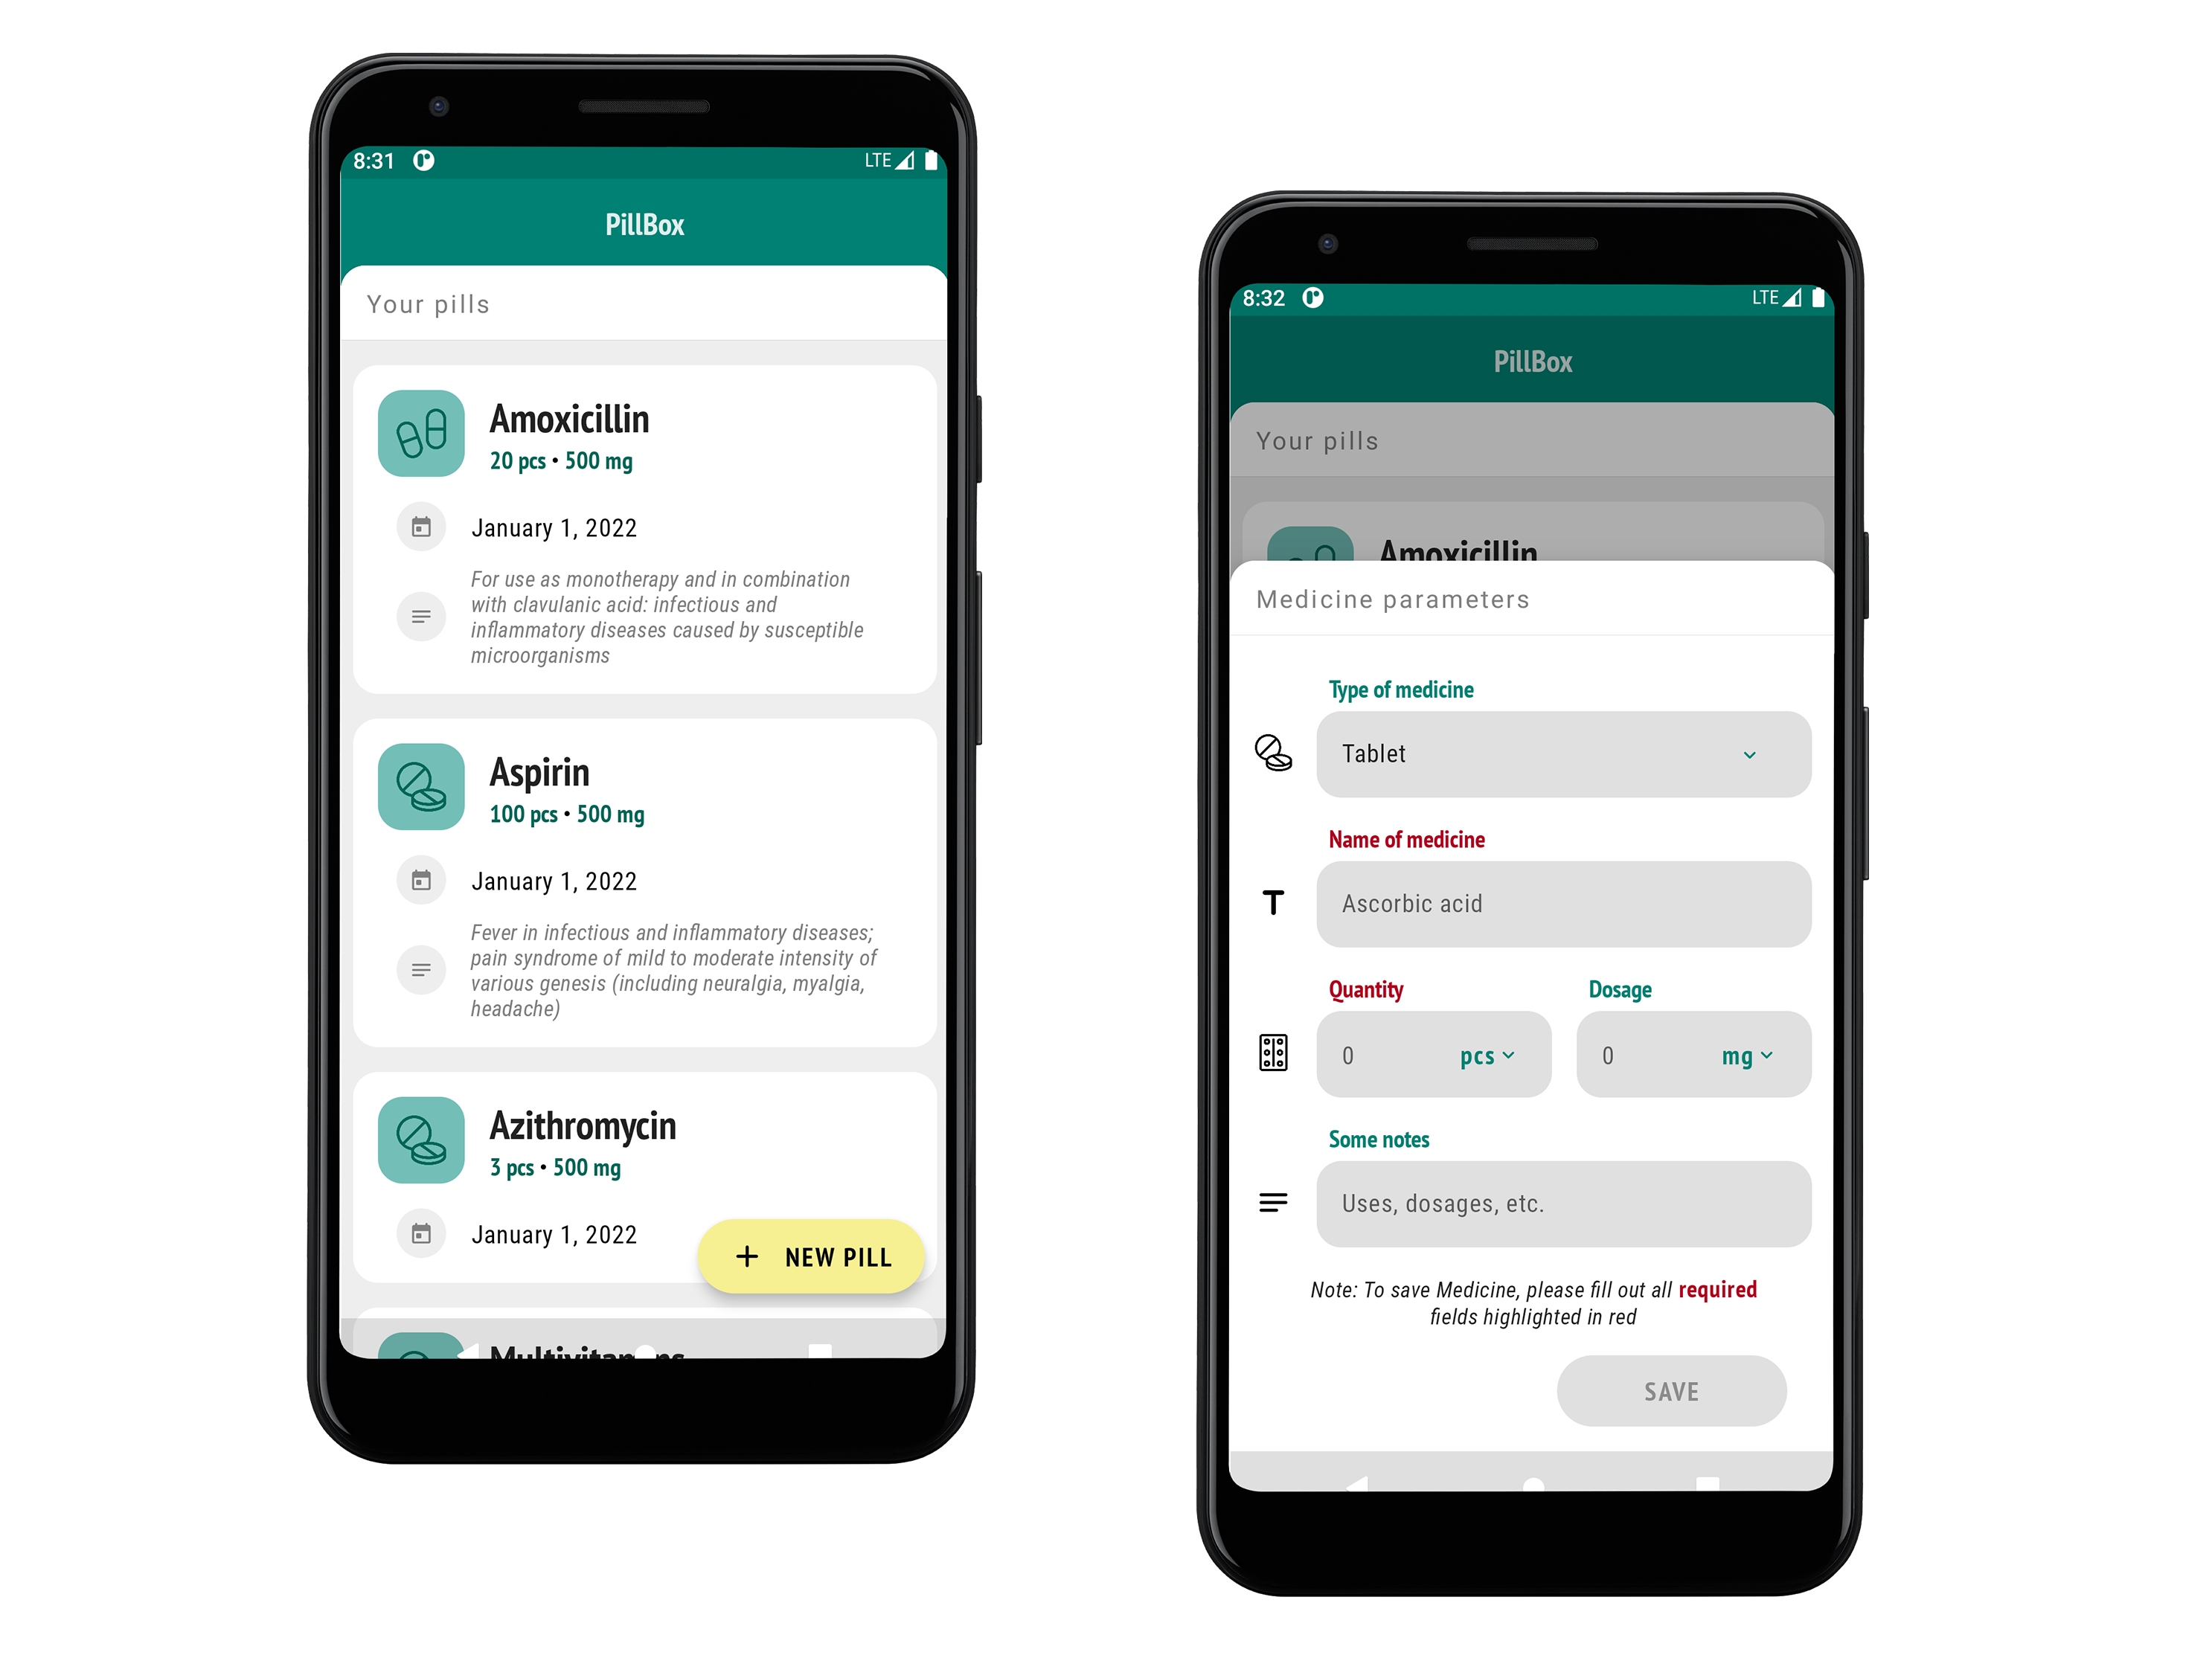 8:31
LTE
PillBox
Your pills
Amoxicillin
20 pcs • 500 mg
January 1, 2022
For use as monotherapy and in combination
with clavulanic acid: infectious and
inflammatory diseases caused by susceptible
microorganisms
Aspirin
100 pcs • 500 mg
January 1, 2022
Fever in infectious and inflammatory diseases;
pain syndrome of mild to moderate intensity of
various genesis (including neuralgia, myalgia,
headache)
Azithromycin
3 pcs • 500 mg
January 1, 2022
+ NEW PILL
8:32
LTE
PillBox
Your pills
Amoxicillin
Medicine parameters
Type of medicine
Tablet
Name of medicine
T
Ascorbic acid
Quantity
Dosage
0 pcs
0 mg
Some notes
Uses, dosages, etc.
Note: To save Medicine, please fill out all required
fields highlighted in red
SAVE